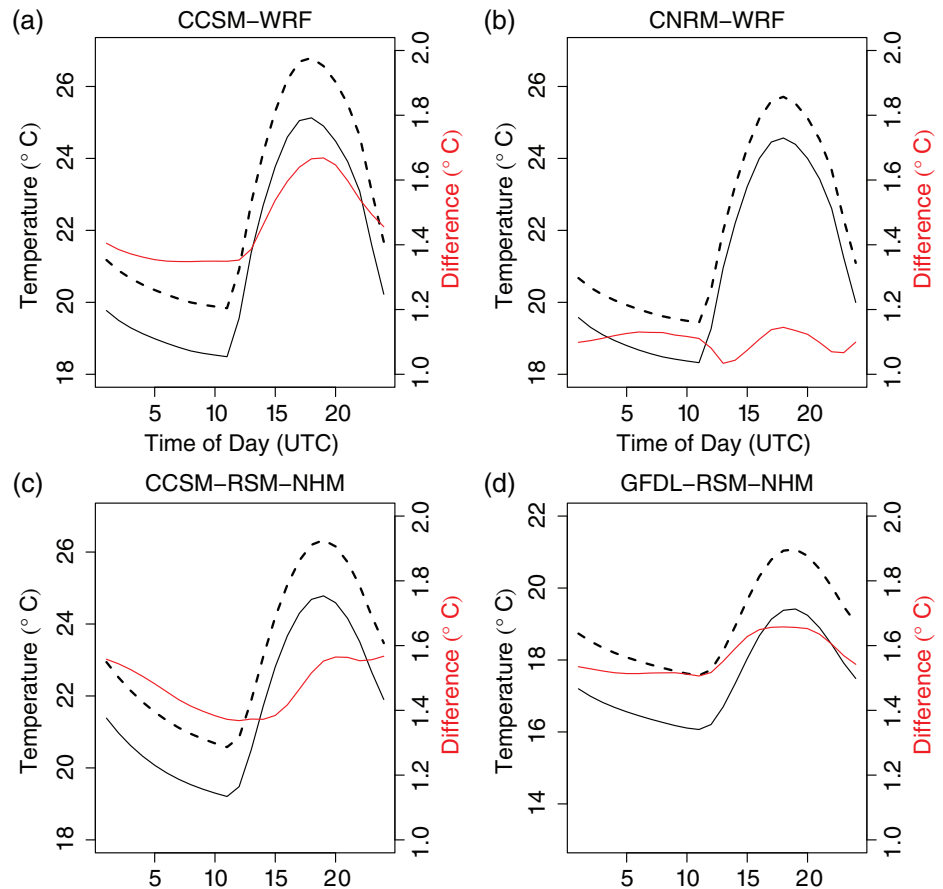 (a) CCSM–WRF
Temperature (° C)
18 20 22 24 26
1.0 1.2 1.4 1.6 1.8 2.0
Difference (° C)
5 10 15 20
Time of Day (UTC)
(b) CNRM–WRF
Temperature (° C)
18 20 22 24 26
1.0 1.2 1.4 1.6 1.8 2.0
Difference (° C)
5 10 15 20
Time of Day (UTC)
(c) CCSM–RSM–NHM
Temperature (° C)
18 20 22 24 26
1.0 1.2 1.4 1.6 1.8 2.0
Difference (° C)
5 10 15 20
(d) GFDL–RSM–NHM
Temperature (° C)
14 16 18 20 22
1.0 1.2 1.4 1.6 1.8 2.0
Difference (° C)
5 10 15 20